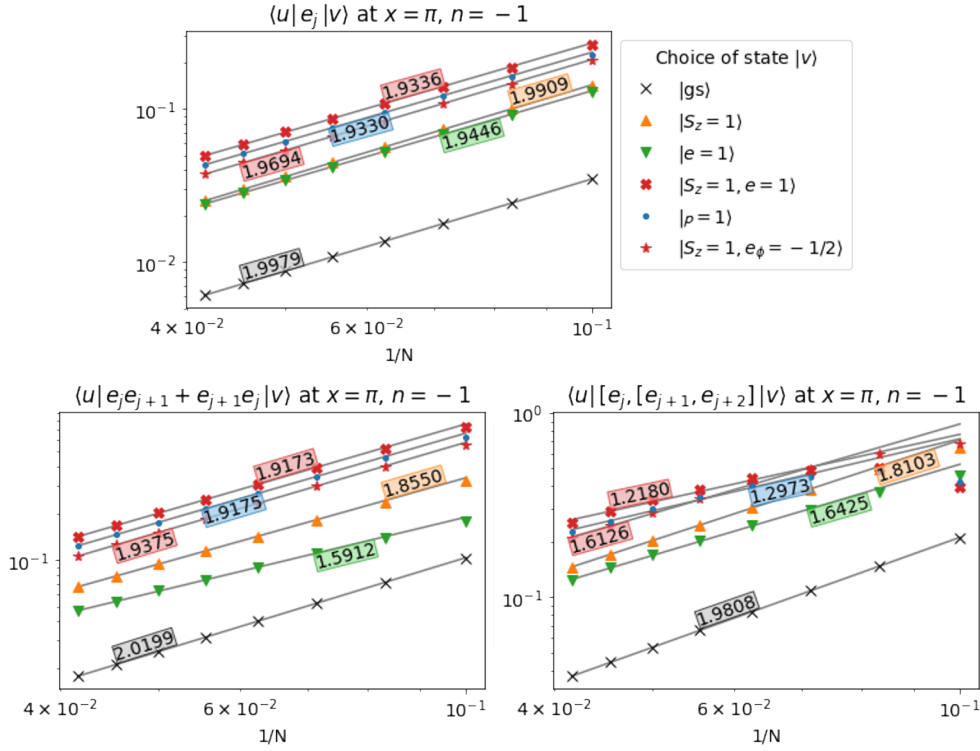 ⟨u| e_j |v⟩ at x = π, n = −1
10^{-1}
10^{-2}
1.9336
1.9909
1.9330
1.9446
1.9694
1.9979
4 × 10^{-2}
6 × 10^{-2}
10^{-1}
1/N
Choice of state |v⟩
|gs⟩
|S_z = 1⟩
|e = 1⟩
|S_z = 1, e = 1⟩
|_P = 1⟩
|S_z = 1, e_ϕ = −1/2⟩
⟨u| e_j e_{j+1} + e_{j+1} e_j |v⟩ at x = π, n = −1
10^{-1}
1.9173
1.8550
1.9175
1.9375
1.5912
2.0199
4 × 10^{-2}
6 × 10^{-2}
10^{-1}
1/N
⟨u| [e_j, [e_{j+1}, e_{j+2}] |v⟩ at x = π, n = −1
10^0
10^{-1}
1.8103
1.2180
1.2973
1.6425
1.6126
1.9808
4 × 10^{-2}
6 × 10^{-2}
10^{-1}
1/N